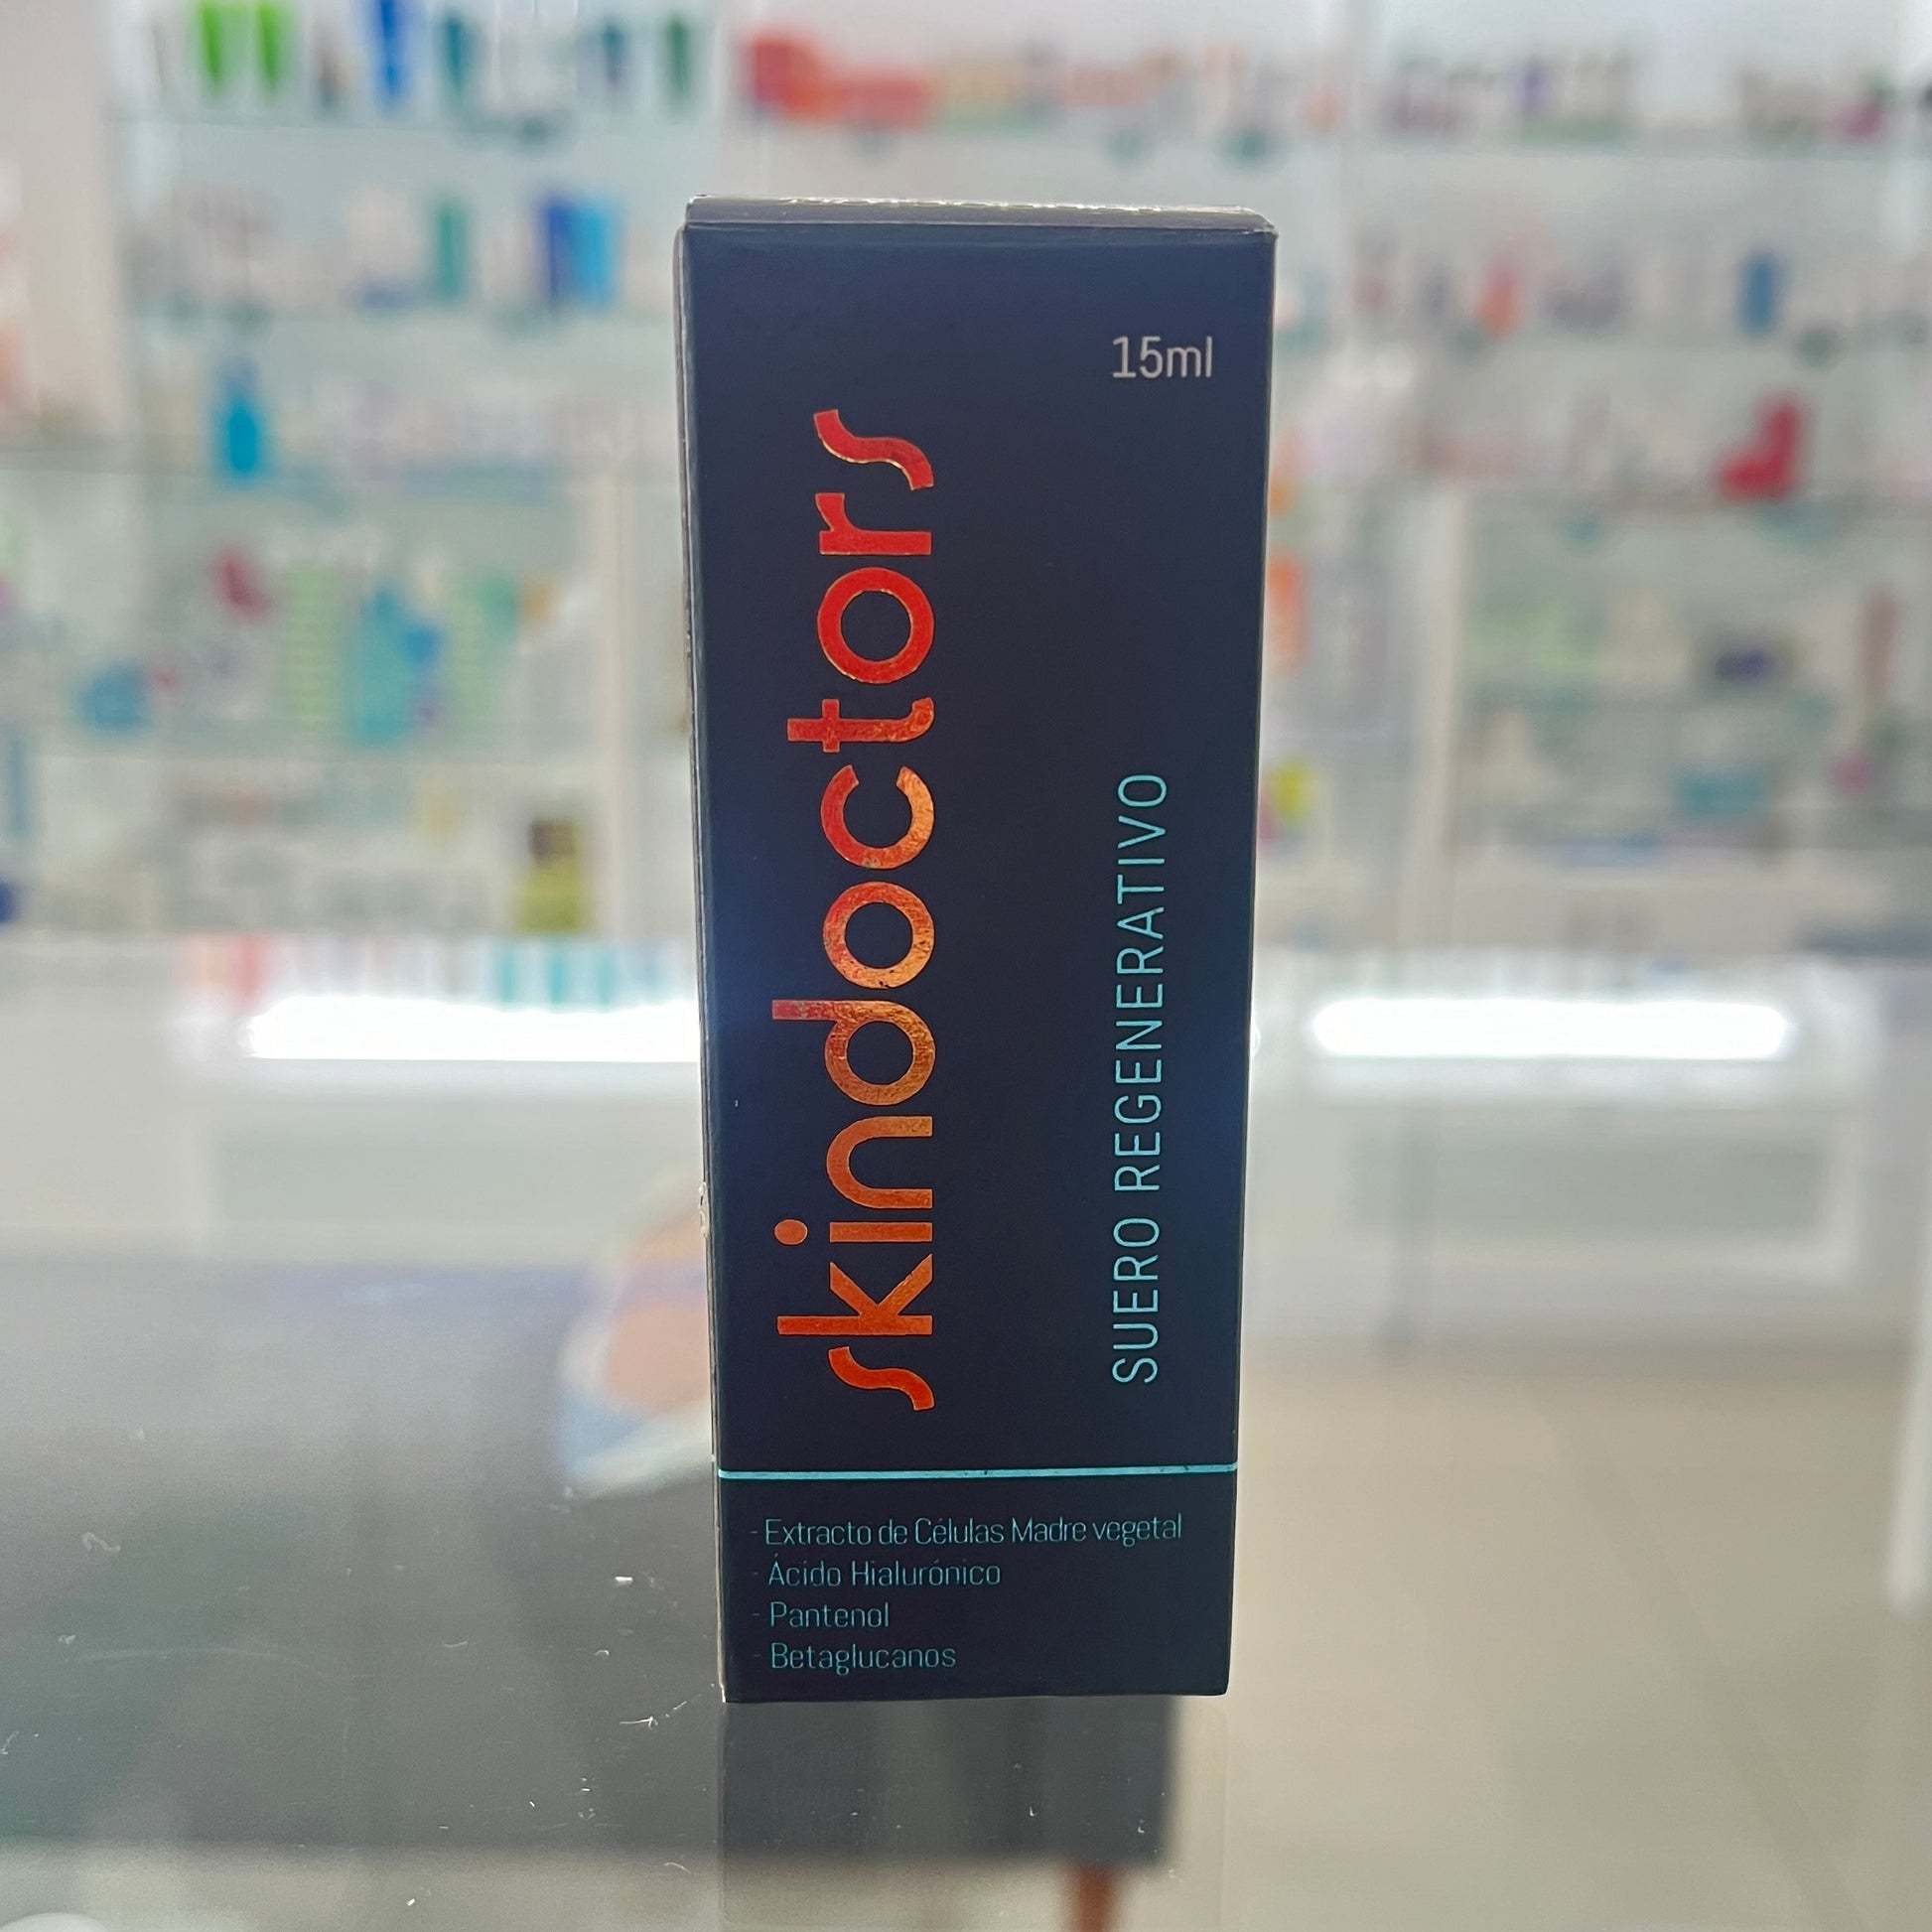 15ml
skindoctors
SUERO REGENERATIVO
- Extracto de Células Madre vegetal
- Ácido Hialurónico
- Pantenol
- Betaglucanos